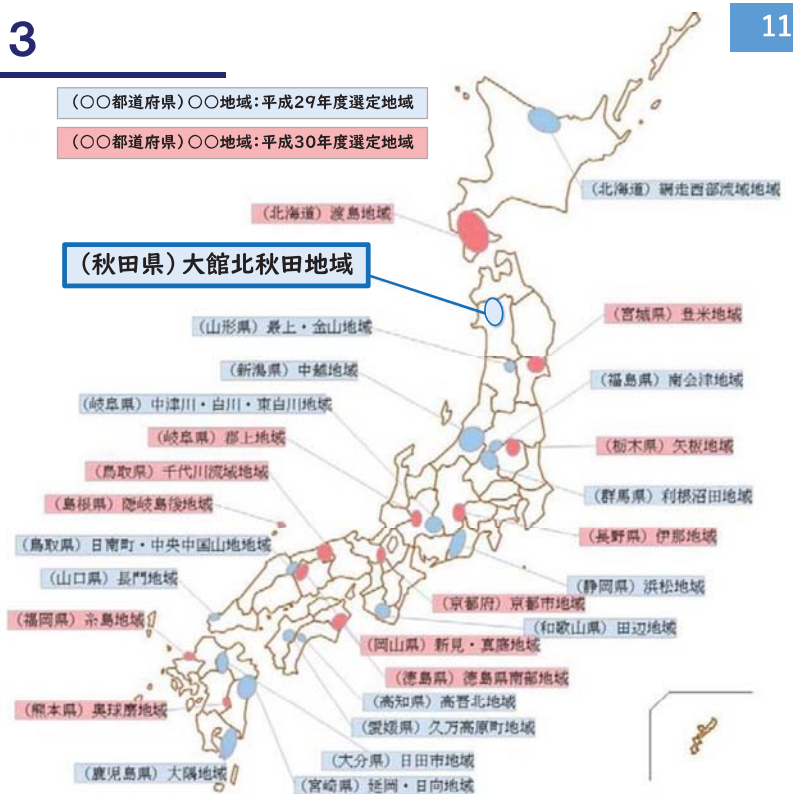 3
11
(〇〇都道府県)〇〇地域:平成29年度選定地域
(〇〇都道府県)〇〇地域:平成30年度選定地域
(北海道)網走西部流域地域
(北海道)渡島地域
(秋田県)大館北秋田地域
(宮城県)登米地域
(山形県)最上・金山地域
(新潟県)中越地域
(福島県)南会津地域
(岐阜県)中津川・白川・東白川地域
(岐阜県)郡上地域
(栃木県)矢板地域
(鳥取県)千代川流域地域
(群馬県)利根沼田地域
(島根県)隠岐島後地域
(長野県)伊那地域
(鳥取県)日南町・中央中国山地地域
(山口県)長門地域
(静岡県)浜松地域
(京都府)京都市地域
(福岡県)糸島地域
(和歌山県)田辺地域
(岡山県)新見・真庭地域
(徳島県)徳島県南部地域
(高知県)高吾北地域
(熊本県)奥球磨地域
(愛媛県)久万高原町地域
(大分県)日田市地域
(鹿児島県)大隅地域
(宮崎県)延岡・日向地域